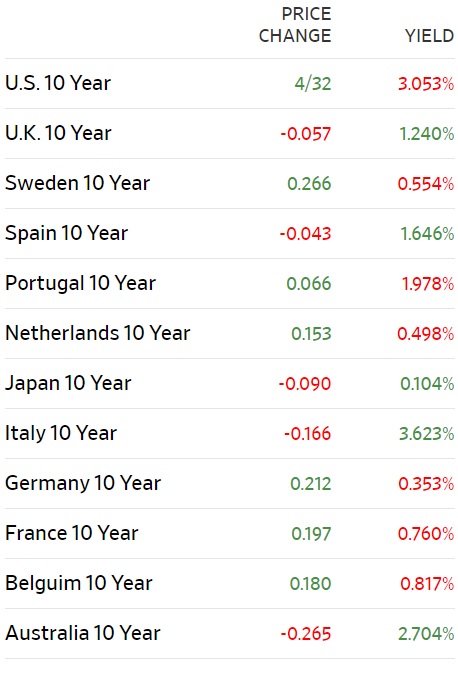 PRICE
CHANGE YIELD
U.S. 10 Year 4/32 3.053%
U.K. 10 Year -0.057 1.240%
Sweden 10 Year 0.266 0.554%
Spain 10 Year -0.043 1.646%
Portugal 10 Year 0.066 1.978%
Netherlands 10 Year 0.153 0.498%
Japan 10 Year -0.090 0.104%
Italy 10 Year -0.166 3.623%
Germany 10 Year 0.212 0.353%
France 10 Year 0.197 0.760%
Belguim 10 Year 0.180 0.817%
Australia 10 Year -0.265 2.704%